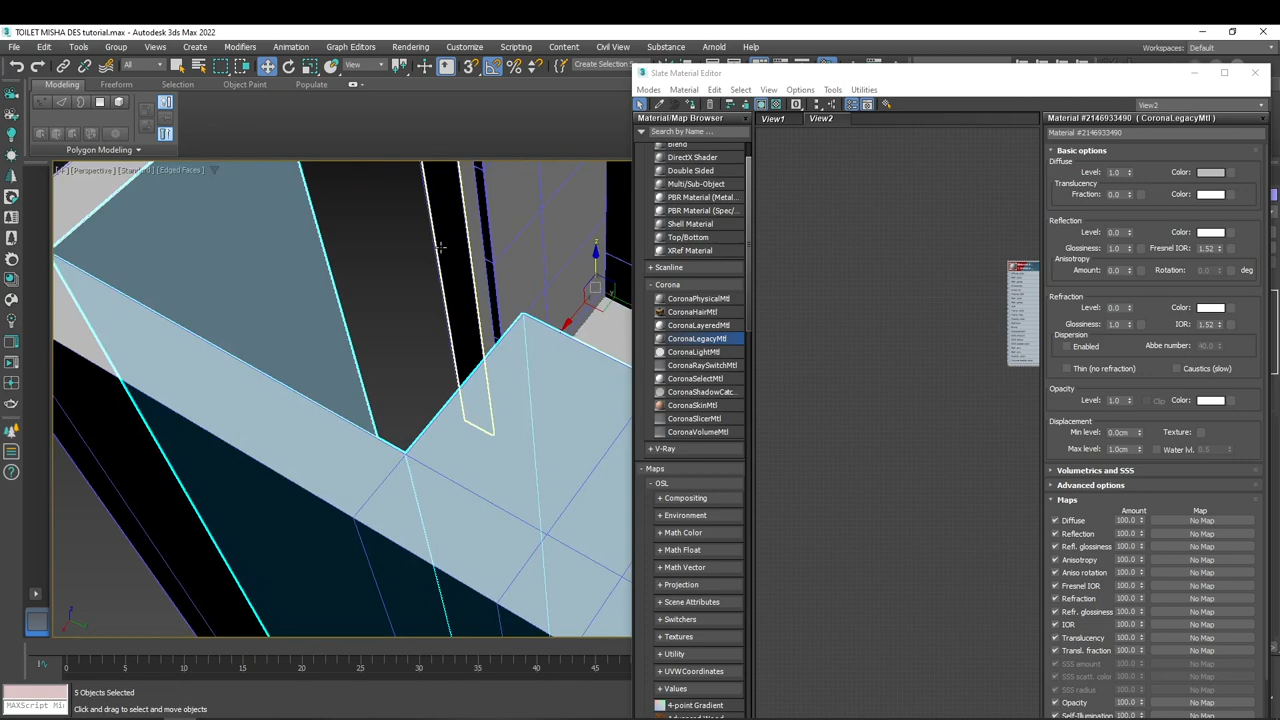 TOILET MISHA DES tutorial.max - Autodesk 3ds Max 2022
File Edit Tools Group Views Create Modifiers Animation Graph Editors Rendering Customize Scripting Content Civil View Substance Arnold Help
Workspaces: Default
All
View
Create Selection
Modeling Freeform Selection Object Paint Populate
Polygon Modeling
[+] [Perspective] [Standard] [Edged Faces]
z
y
0 5 10 15 20 25 30 35 40 45
5 Objects Selected
MAXScript Mi
Click and drag to select and move objects
Slate Material Editor
Modes Material Edit Select View Options Tools Utilities
View2
Material/Map Browser
Search by Name ...
Blend
DirectX Shader
Double Sided
Multi/Sub-Object
PBR Material (Metal...
PBR Material (Spec/...
Shell Material
Top/Bottom
XRef Material
+ Scanline
- Corona
CoronaPhysicalMtl
CoronaHairMtl
CoronaLayeredMtl
CoronaLegacyMtl
CoronaLightMtl
CoronaRaySwitchMtl
CoronaSelectMtl
CoronaShadowCatc...
CoronaSkinMtl
CoronaSlicerMtl
CoronaVolumeMtl
+ V-Ray
- Maps
- OSL
+ Compositing
+ Environment
+ Math Color
+ Math Float
+ Math Vector
+ Projection
+ Scene Attributes
+ Switchers
+ Textures
+ Utility
+ UVWCoordinates
+ Values
4-point Gradient
Advanced Wood
View1 View2
Material #2146933490 ( CoronaLegacyMtl )
Material #2146933490
Basic options
Diffuse
Level: 1.0 Color:
Translucency
Fraction: 0.0 Color:
Reflection
Level: 0.0 Color:
Glossiness: 1.0 Fresnel IOR: 1.52
Anisotropy
Amount: 0.0 Rotation: 0.0 deg
Refraction
Level: 0.0 Color:
Glossiness: 1.0 IOR: 1.52
Dispersion
Enabled Abbe number: 40.0
Thin (no refraction) Caustics (slow)
Opacity
Level: 1.0 Clip Color:
Displacement
Min level: 0.0cm Texture:
Max level: 1.0cm Water lvl. 0.5
Volumetrics and SSS
Advanced options
Maps
Amount Map
Diffuse 100.0 No Map
Reflection 100.0 No Map
Refl. glossiness 100.0 No Map
Anisotropy 100.0 No Map
Aniso rotation 100.0 No Map
Fresnel IOR 100.0 No Map
Refraction 100.0 No Map
Refr. glossiness 100.0 No Map
IOR 100.0 No Map
Translucency 100.0 No Map
Transl. fraction 100.0 No Map
SSS amount 100.0 No Map
SSS scatt. color 100.0 No Map
SSS radius 100.0 No Map
Opacity 100.0 No Map
Self-Illumination 100.0 No Map